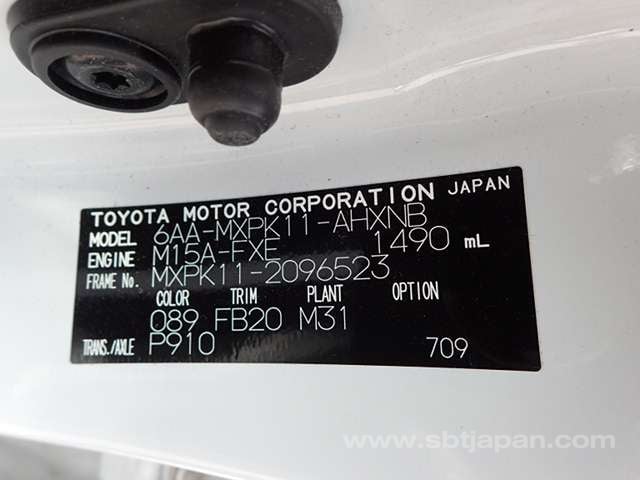 TOYOTA MOTOR CORPORATION JAPAN
MODEL 6AA-MXPK11-AHXNB
ENGINE M15A-FXE 1490 mL
FRAME No. MXPK11-2096523
COLOR TRIM PLANT OPTION
089 FB20 M31
TRANS./AXLE P910 709
www.sbtjapan.com